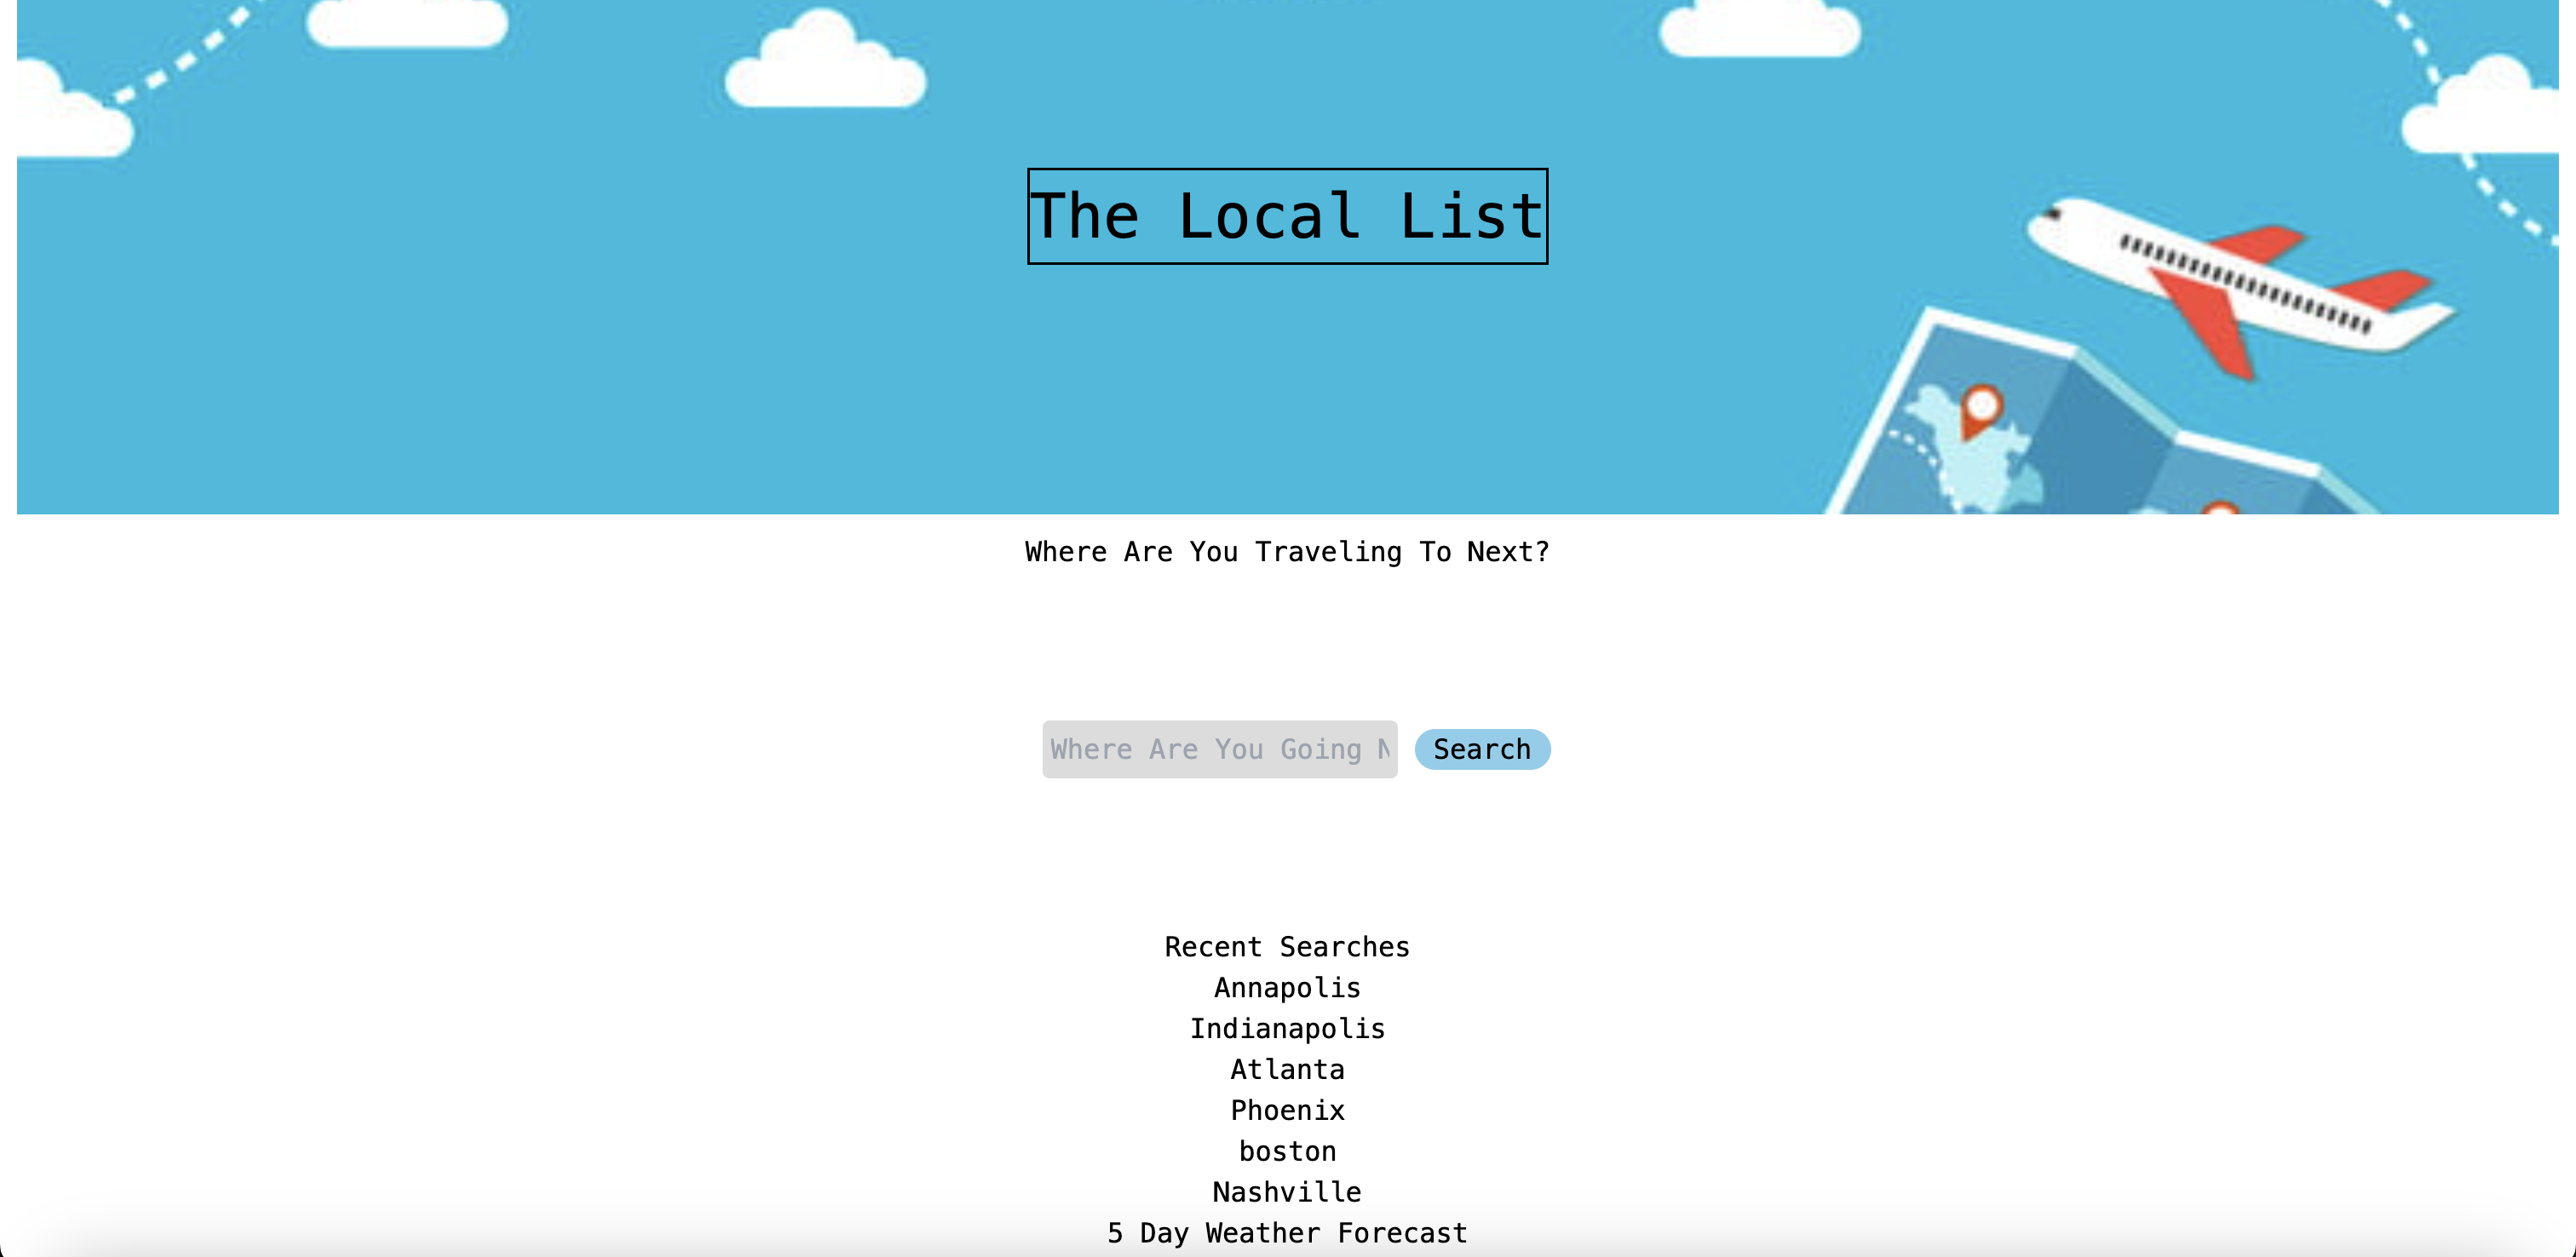 The Local List
Where Are You Traveling To Next?
Where Are You Going
Search
Recent Searches
Annapolis
Indianapolis
Atlanta
Phoenix
boston
Nashville
5 Day Weather Forecast